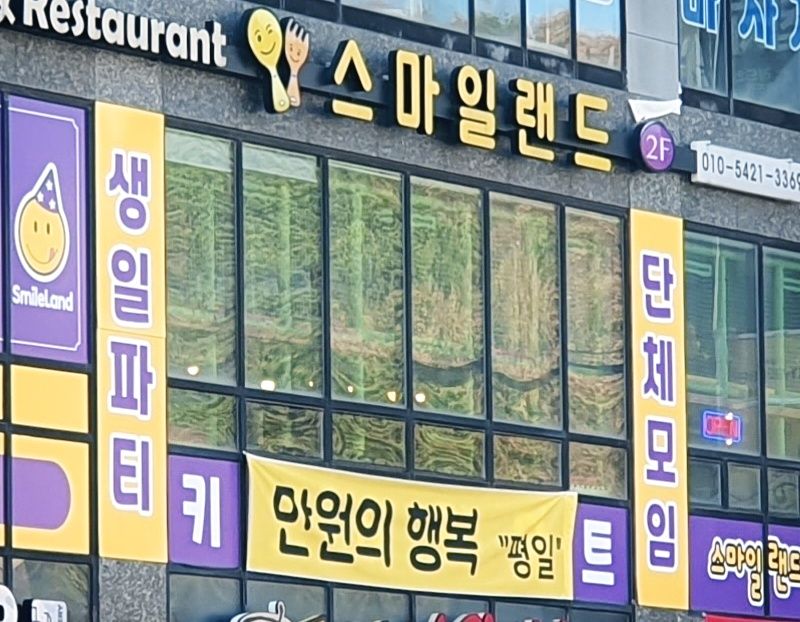 & Restaurant
스마일랜드
2F
010-5421-3369
생일파티
단체모임
SmileLand
키
만원의 행복 "평일"
트
스마일랜드